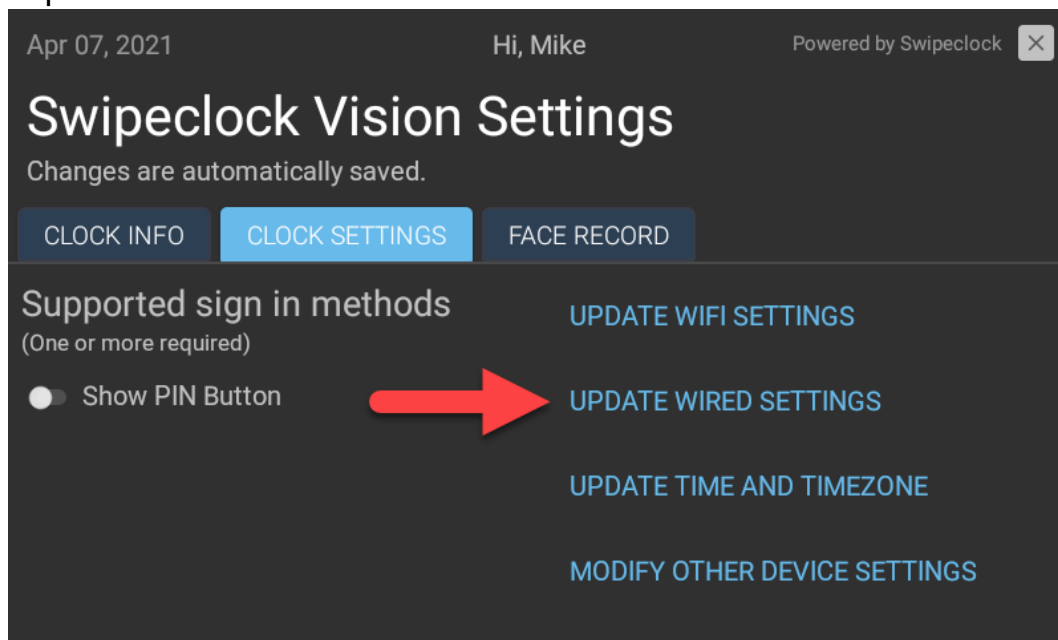 Apr 07, 2021
Hi, Mike
Powered by Swipeclock
Swipeclock Vision Settings
Changes are automatically saved.
CLOCK INFO
CLOCK SETTINGS
FACE RECORD
Supported sign in methods
(One or more required)
Show PIN Button
UPDATE WIFI SETTINGS
UPDATE WIRED SETTINGS
UPDATE TIME AND TIMEZONE
MODIFY OTHER DEVICE SETTINGS